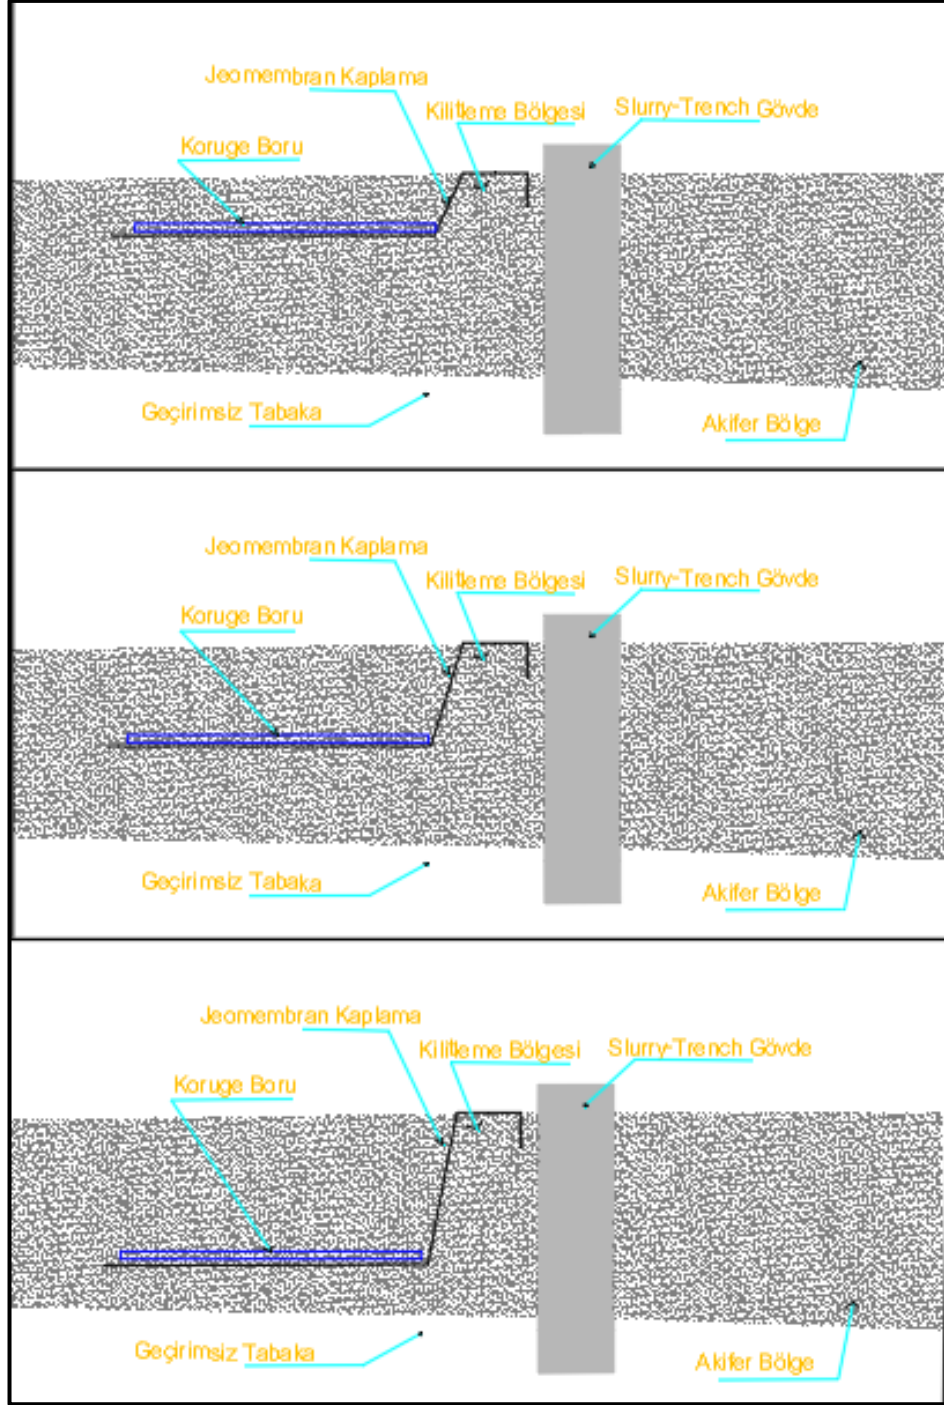 Jeomembran Kaplama
Kilitleme Bölgesi
Slurry-Trench Gövde
Koruge Boru
Geçirimsiz Tabaka
Akifer Bölge
Jeomembran Kaplama
Kilitleme Bölgesi
Slurry-Trench Gövde
Koruge Boru
Geçirimsiz Tabaka
Akifer Bölge
Jeomembran Kaplama
Kilitleme Bölgesi
Slurry-Trench Gövde
Koruge Boru
Geçirimsiz Tabaka
Akifer Bölge